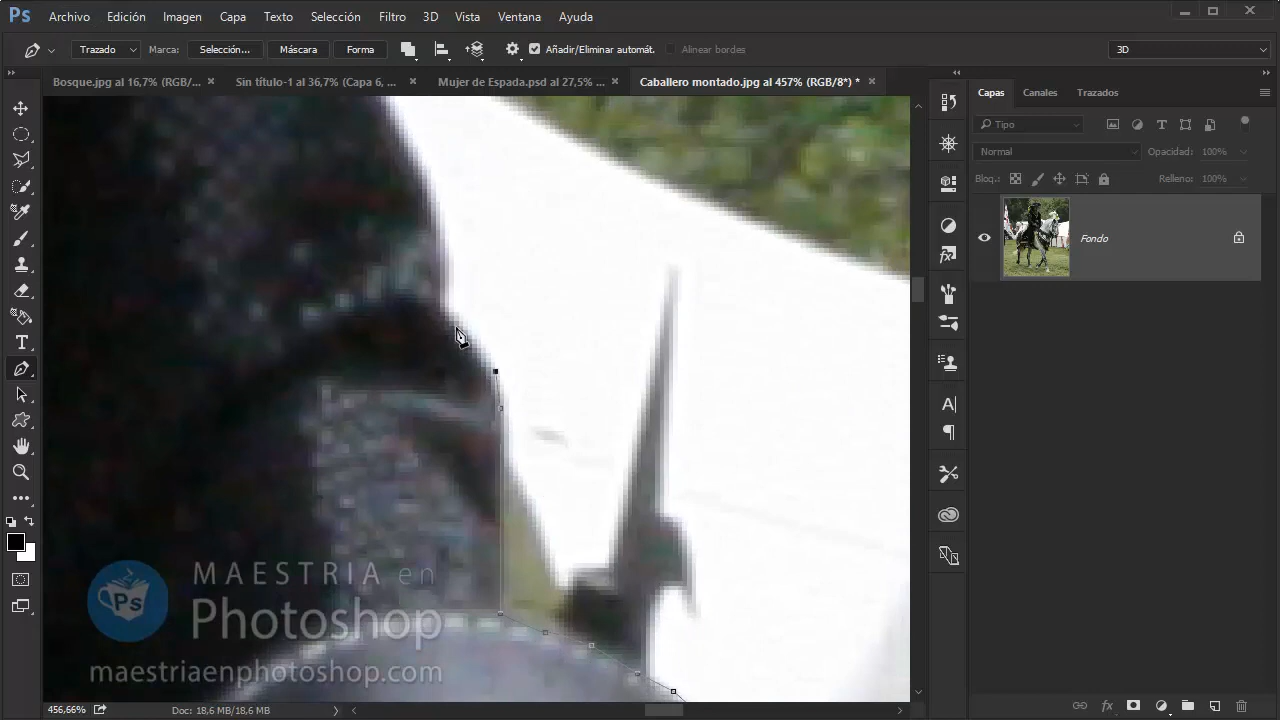 Ps Archivo Edición Imagen Capa Texto Selección Filtro 3D Vista Ventana Ayuda
Trazado Marca: Selección... Máscara Forma Añadir/Eliminar automát. Alinear bordes 3D
Bosque.jpg al 16,7% (RGB/... × Sin título-1 al 36,7% (Capa 6, ... × Mujer de Espada.psd al 27,5% ... × Caballero montado.jpg al 457% (RGB/8*) * ×
Capas Canales Trazados
Tipo
Normal Opacidad: 100%
Bloq.: Relleno: 100%
Fondo
MAESTRIA en
Photoshop
Ps
maestriaenphotoshop.com
456,66% Doc: 18,6 MB/18,6 MB